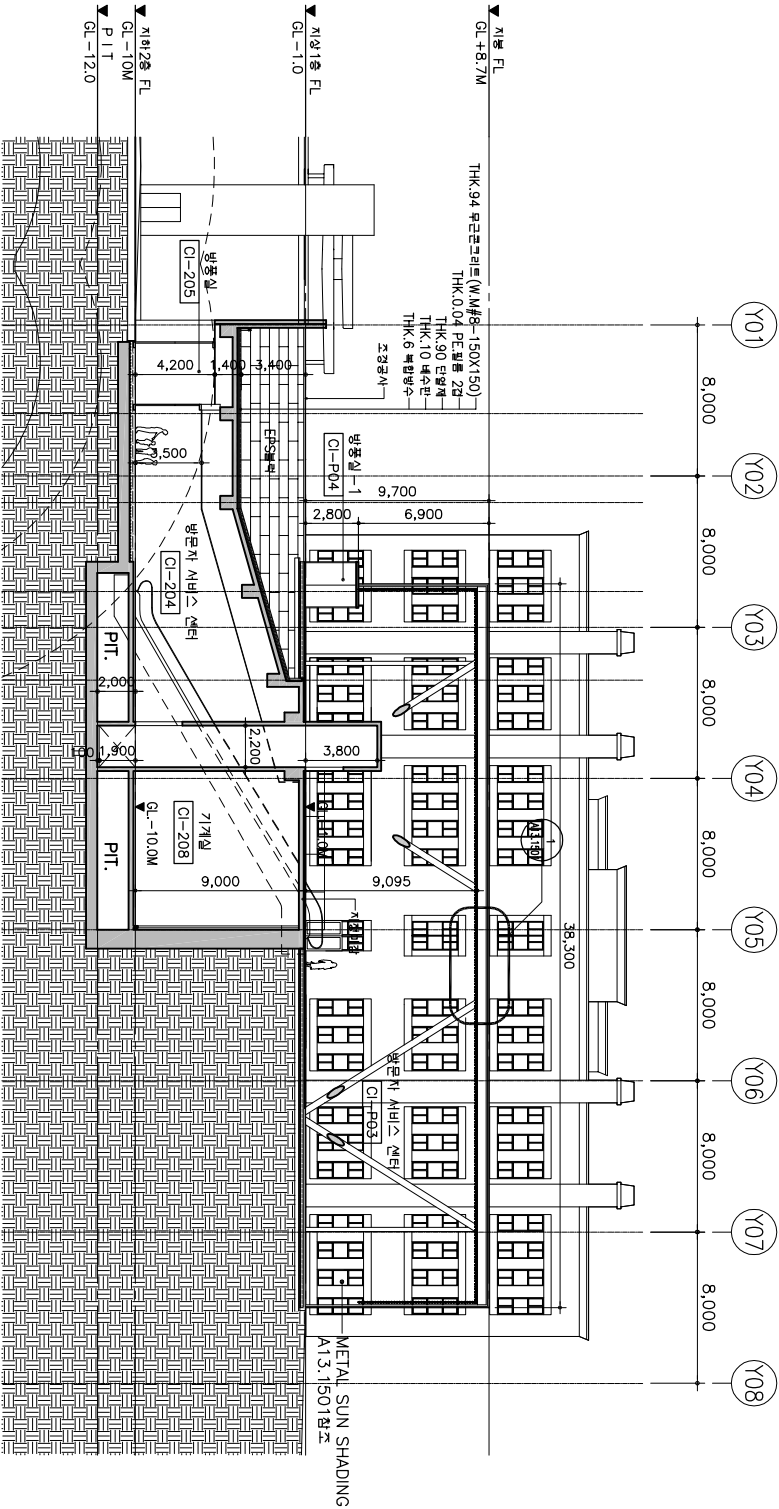 Y01
Y02
Y03
Y04
Y05
Y06
Y07
Y08
8,000
8,000
8,000
8,000
8,000
8,000
8,000
지붕 FL
GL+8.7M
지상1층 FL
GL-1.0
지하2층 FL
GL-10M
PIT
GL-12.0
THK.94 무근콘크리트(W.M#8-150X150)
THK.0.04 PE필름 2겹
THK.90 단열재
THK.10 배수판
THK.6 복합방수
조경공사
방풍실-1
CI-P04
9,700
2,800
6,900
38,300
1
A13.1501
방풍실
CI-205
4,200
1,400
3,400
3,500
EPS블럭
방문자 서비스 센터
CI-204
PIT.
2,000
100
1,900
2,200
3,800
PIT.
GL.-10.0M
기계실
CI-208
9,000
9,095
방문자 서비스 센터
CI-P03
METAL SUN SHADING
A13.1501참조